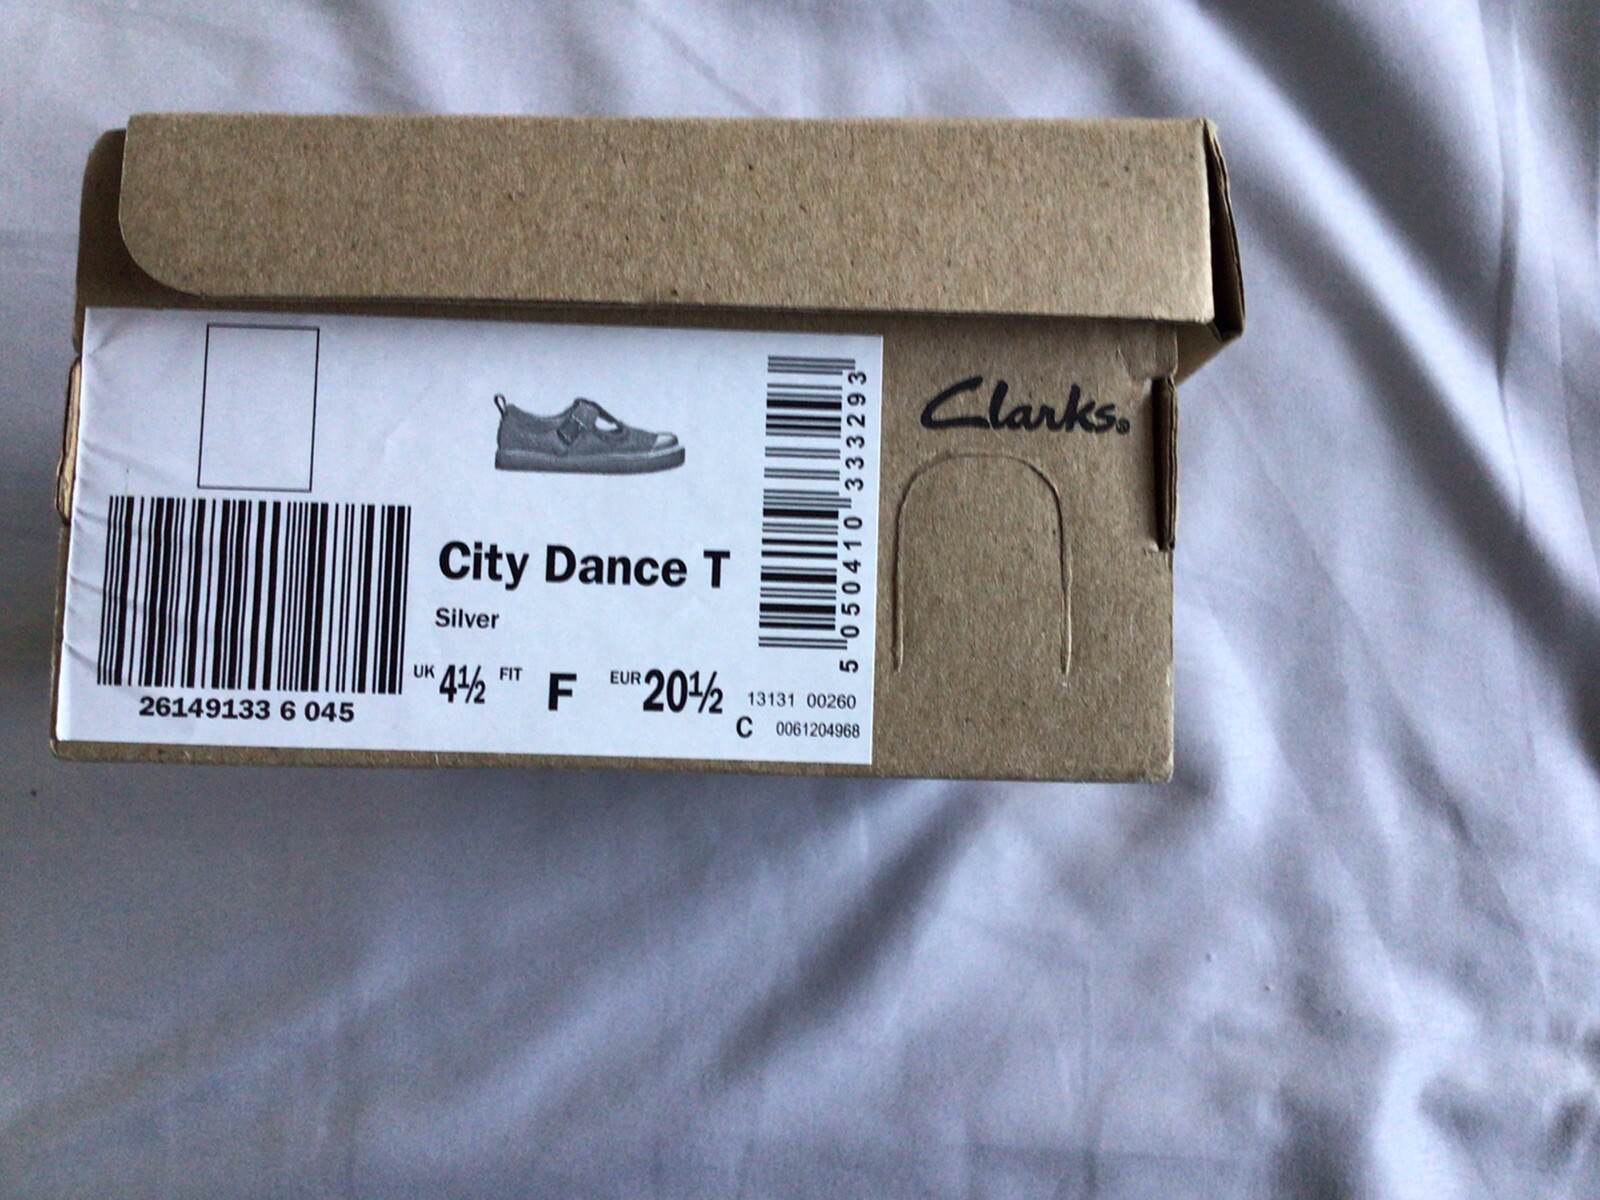 Clarks®
City Dance T
Silver
UK 4½ FIT F EUR 20½
26149133 6 045
5 050410 333293
13131 00260
C 0061204968